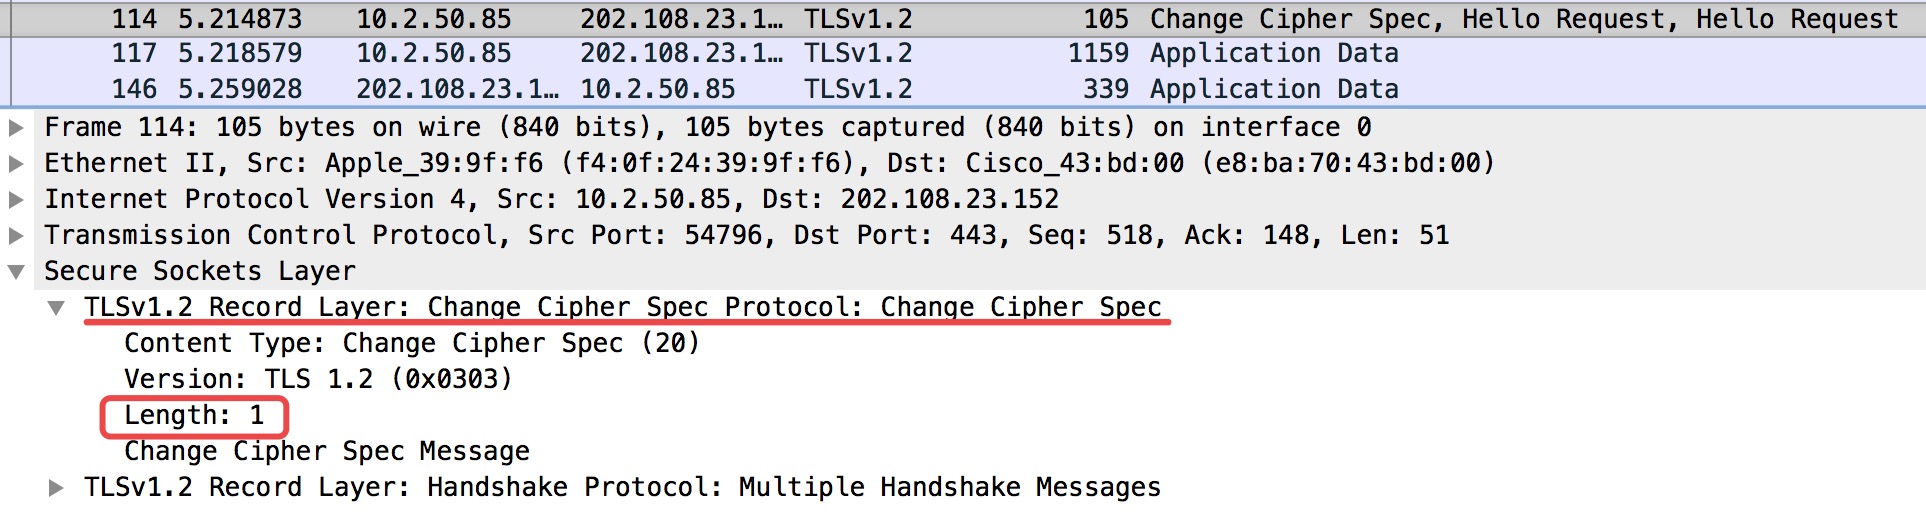 114 5.214873 10.2.50.85 202.108.23.1… TLSv1.2 105 Change Cipher Spec, Hello Request, Hello Request
117 5.218579 10.2.50.85 202.108.23.1… TLSv1.2 1159 Application Data
146 5.259028 202.108.23.1… 10.2.50.85 TLSv1.2 339 Application Data
Frame 114: 105 bytes on wire (840 bits), 105 bytes captured (840 bits) on interface 0
Ethernet II, Src: Apple_39:9f:f6 (f4:0f:24:39:9f:f6), Dst: Cisco_43:bd:00 (e8:ba:70:43:bd:00)
Internet Protocol Version 4, Src: 10.2.50.85, Dst: 202.108.23.152
Transmission Control Protocol, Src Port: 54796, Dst Port: 443, Seq: 518, Ack: 148, Len: 51
Secure Sockets Layer
TLSv1.2 Record Layer: Change Cipher Spec Protocol: Change Cipher Spec
Content Type: Change Cipher Spec (20)
Version: TLS 1.2 (0x0303)
Length: 1
Change Cipher Spec Message
TLSv1.2 Record Layer: Handshake Protocol: Multiple Handshake Messages